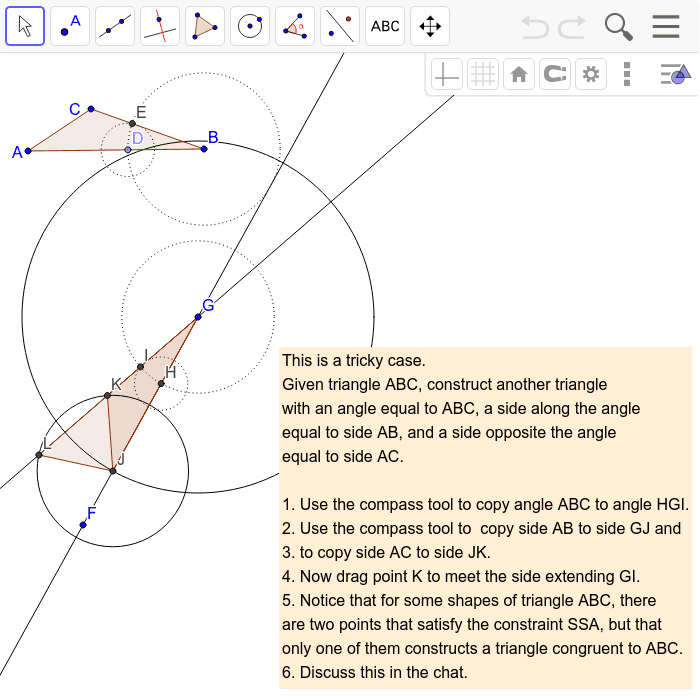 A
ABC
C
E
D
B
A
G
I
H
K
L
J
F
This is a tricky case.
Given triangle ABC, construct another triangle
with an angle equal to ABC, a side along the angle
equal to side AB, and a side opposite the angle
equal to side AC.
1. Use the compass tool to copy angle ABC to angle HGI.
2. Use the compass tool to  copy side AB to side GJ and
3. to copy side AC to side JK.
4. Now drag point K to meet the side extending GI.
5. Notice that for some shapes of triangle ABC, there
are two points that satisfy the constraint SSA, but that
only one of them constructs a triangle congruent to ABC.
6. Discuss this in the chat.